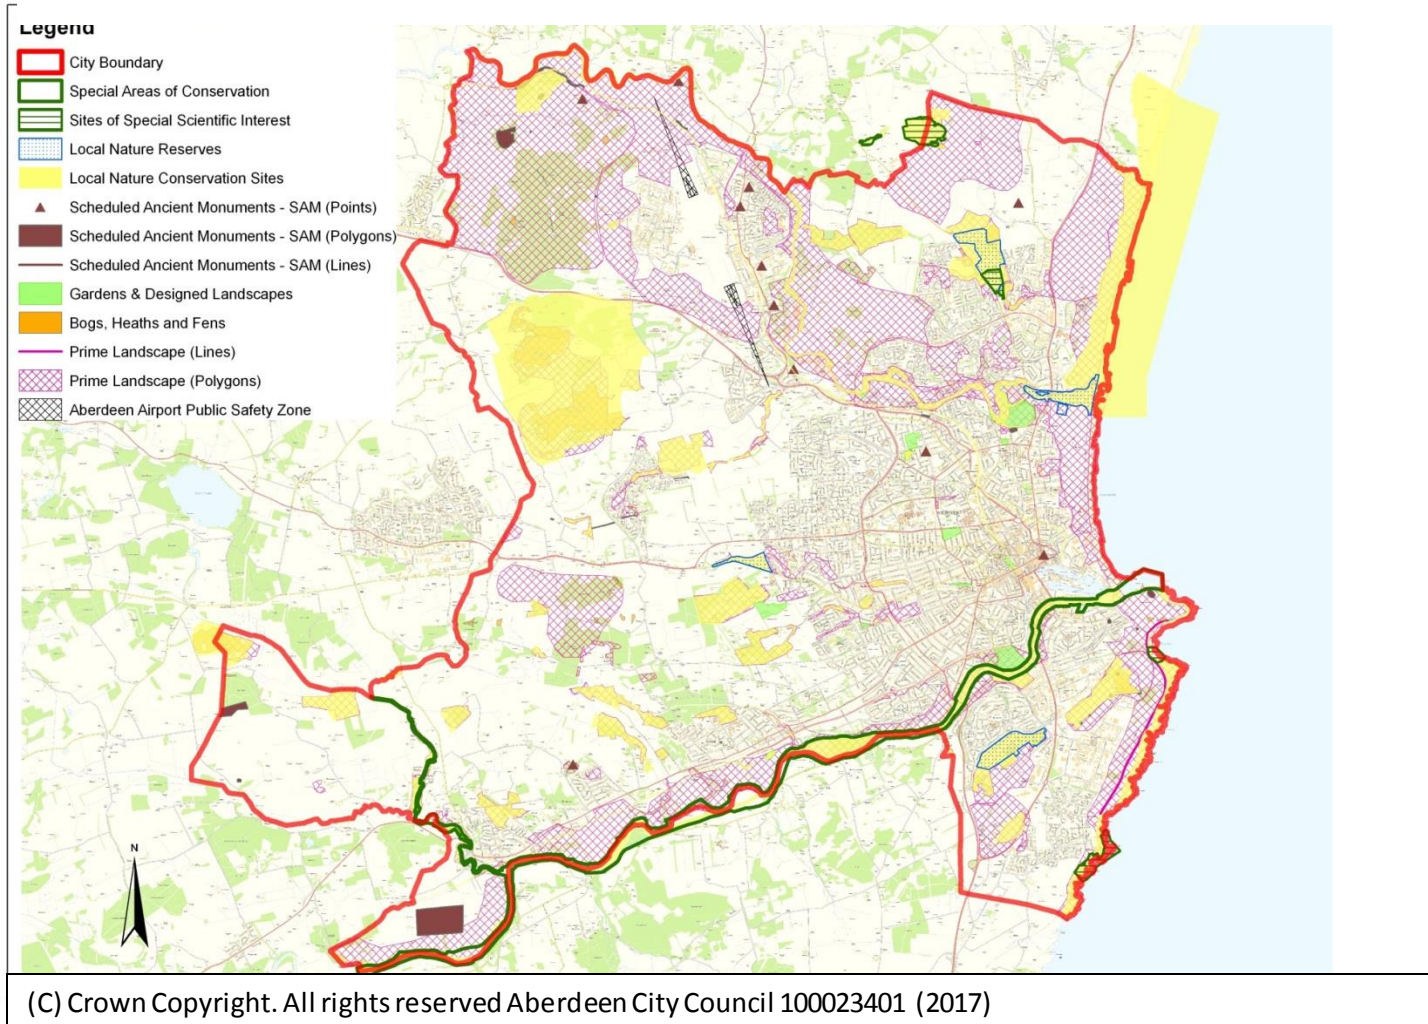 Legend
City Boundary
Special Areas of Conservation
Sites of Special Scientific Interest
Local Nature Reserves
Local Nature Conservation Sites
Scheduled Ancient Monuments - SAM (Points)
Scheduled Ancient Monuments - SAM (Polygons)
Scheduled Ancient Monuments - SAM (Lines)
Gardens & Designed Landscapes
Bogs, Heaths and Fens
Prime Landscape (Lines)
Prime Landscape (Polygons)
Aberdeen Airport Public Safety Zone
N
(C) Crown Copyright. All rights reserved Aberdeen City Council 100023401 (2017)